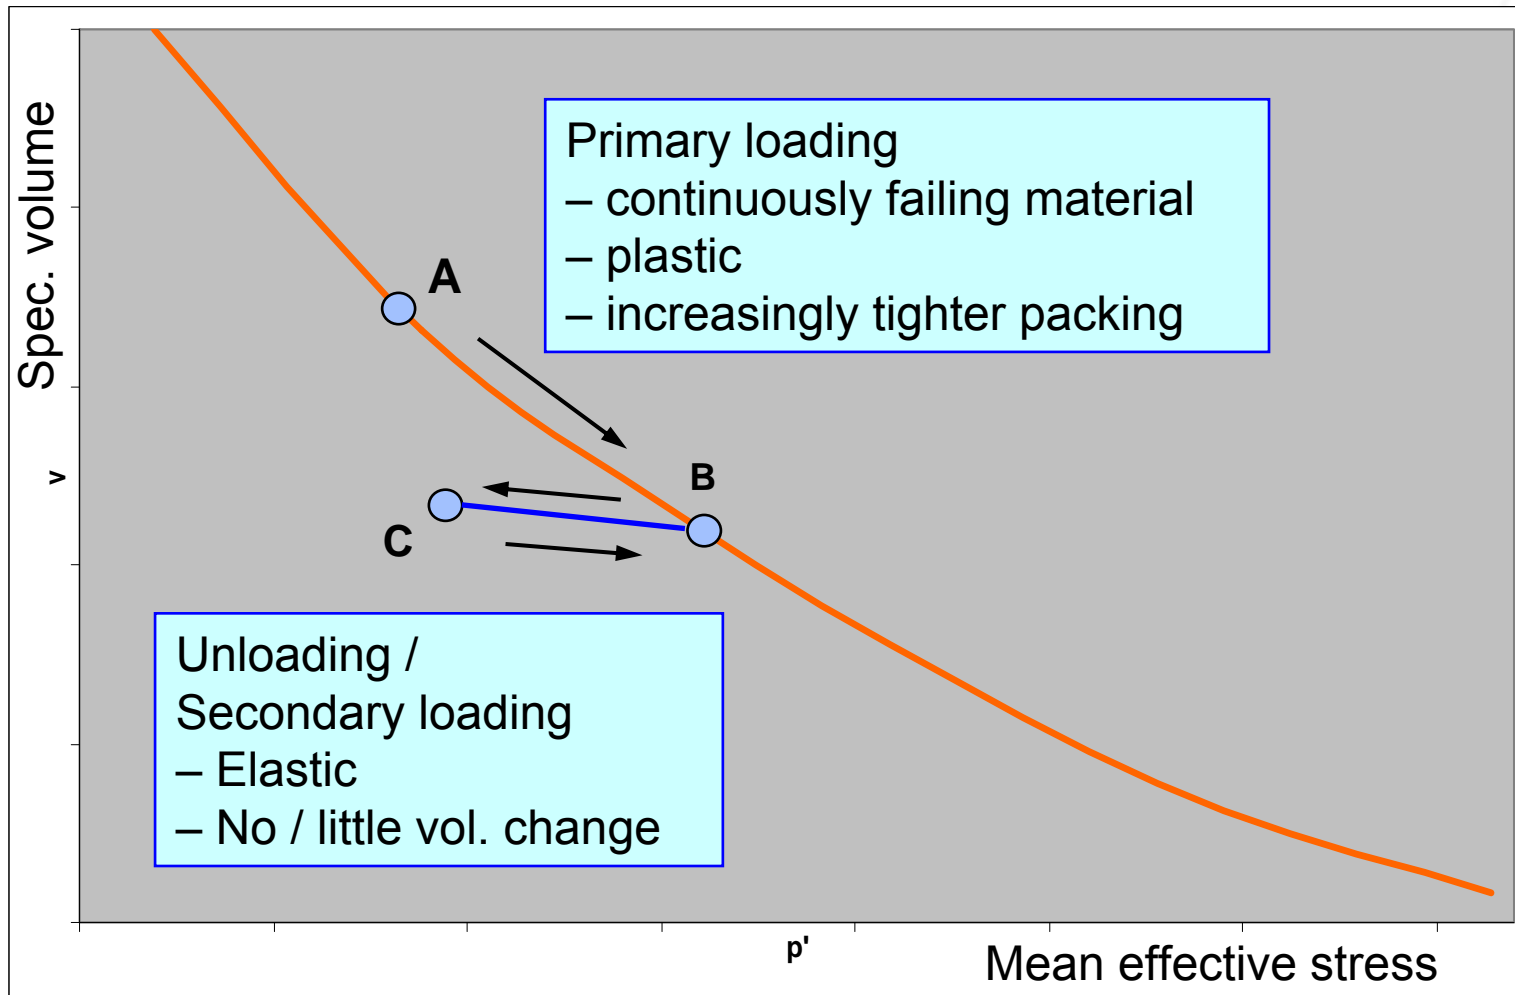 Primary loading
– continuously failing material
– plastic
– increasingly tighter packing
Spec. volume
v
A
B
C
Unloading /
Secondary loading
– Elastic
– No / little vol. change
p'
Mean effective stress